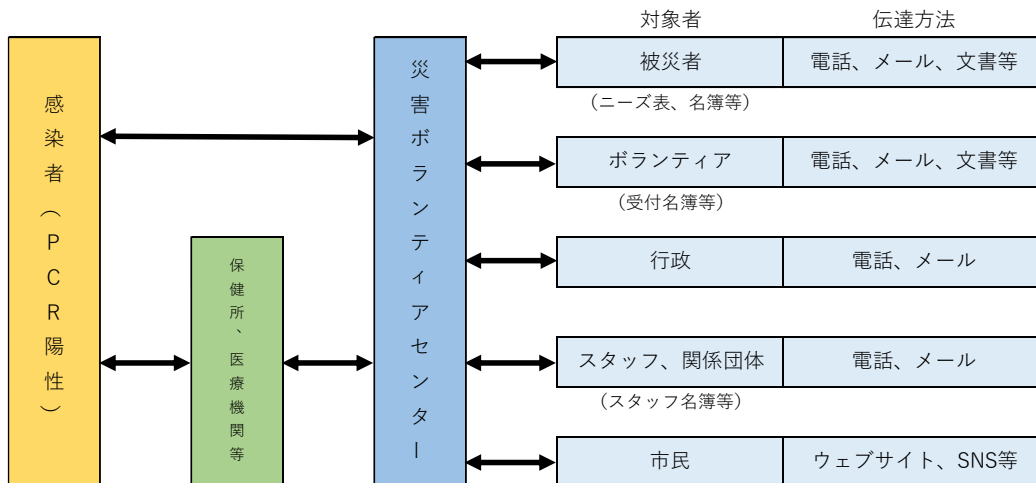 感染者（PCR陽性）
保健所、医療機関等
災害ボランティアセンター
対象者 伝達方法
被災者 電話、メール、文書等
（ニーズ表、名簿等）
ボランティア 電話、メール、文書等
（受付名簿等）
行政 電話、メール
スタッフ、関係団体 電話、メール
（スタッフ名簿等）
市民 ウェブサイト、SNS等